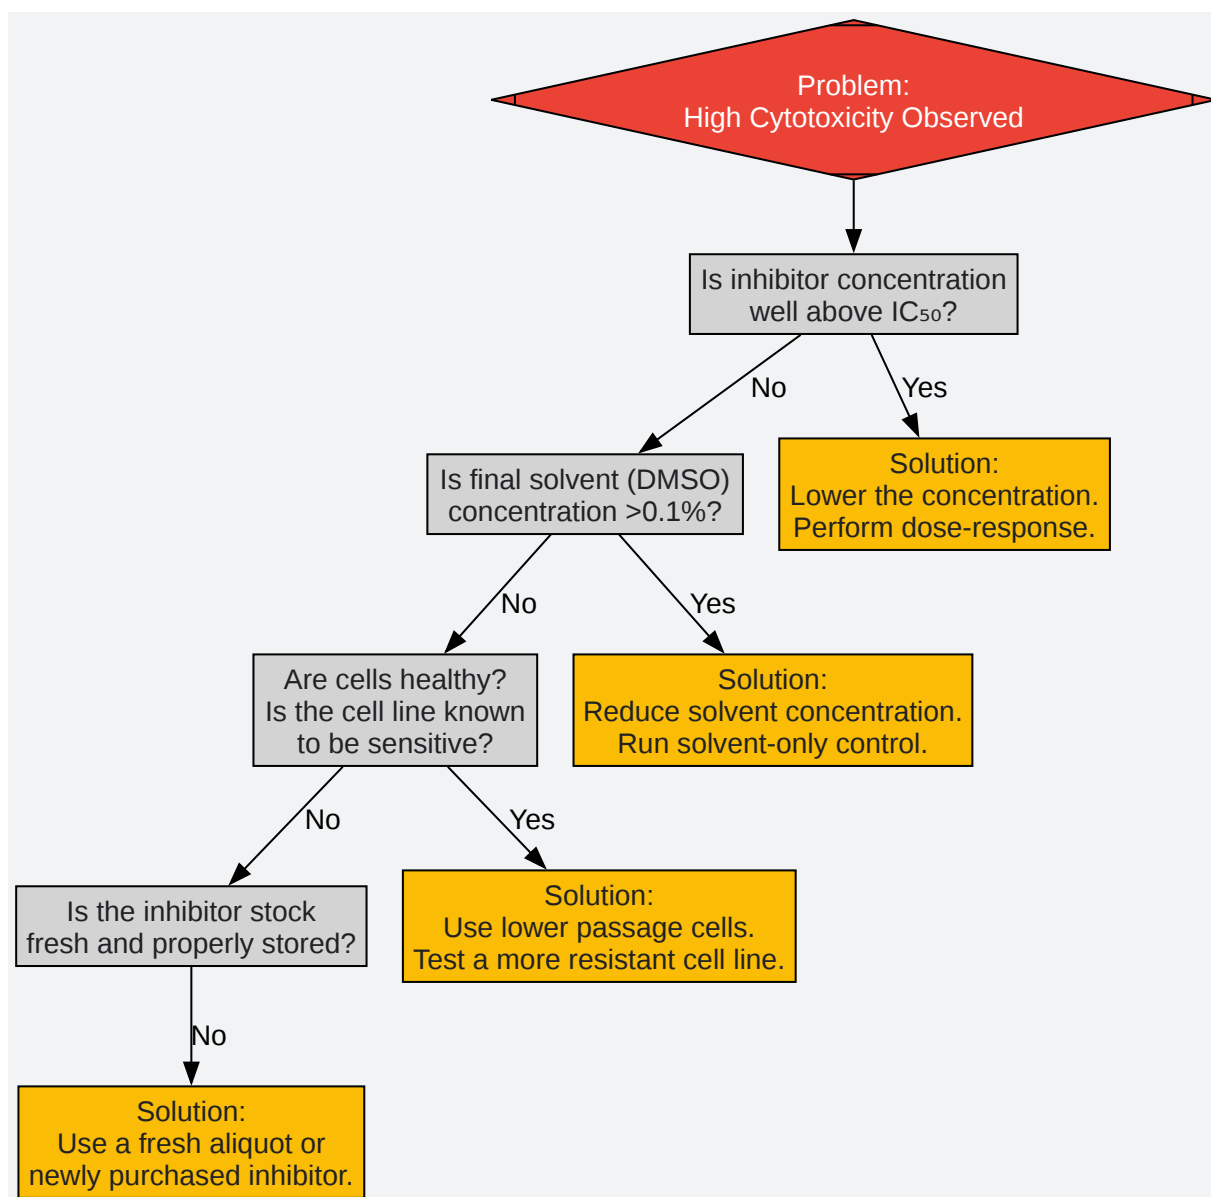 Problem:
High Cytotoxicity Observed
Is inhibitor concentration
well above IC₅₀?
No
Yes
Is final solvent (DMSO)
concentration >0.1%?
Solution:
Lower the concentration.
Perform dose-response.
No
Yes
Are cells healthy?
Is the cell line known
to be sensitive?
Solution:
Reduce solvent concentration.
Run solvent-only control.
No
Yes
Is the inhibitor stock
fresh and properly stored?
Solution:
Use lower passage cells.
Test a more resistant cell line.
No
Solution:
Use a fresh aliquot or
newly purchased inhibitor.